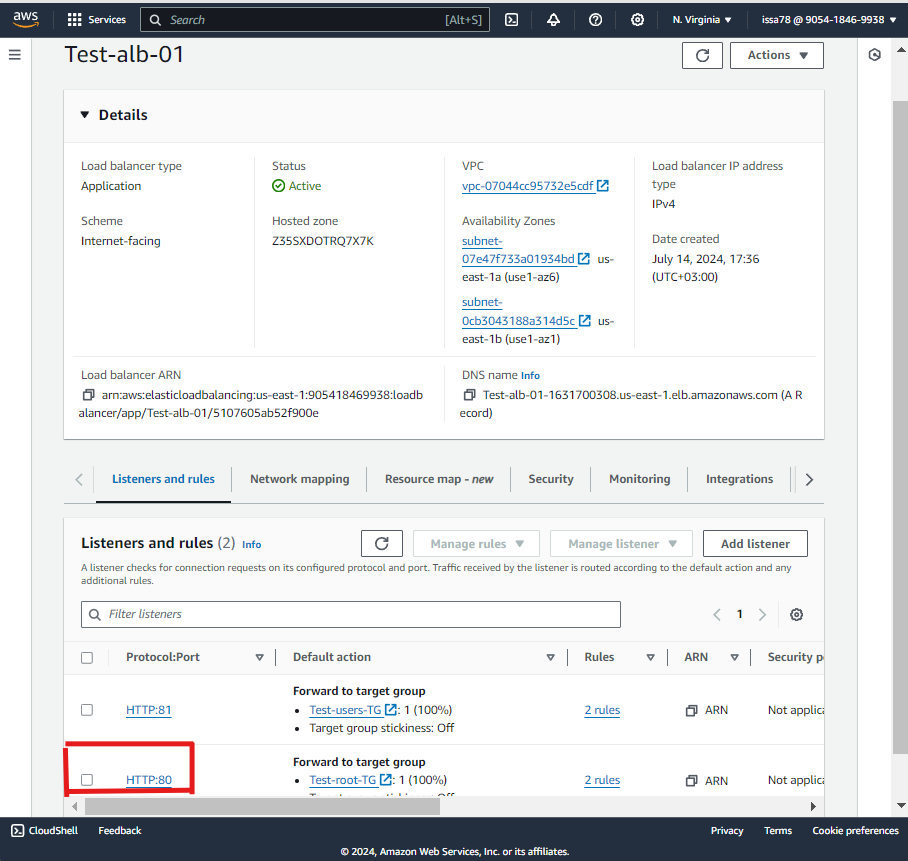 aws
Services
Search
[Alt+S]
N. Virginia
issa78 @ 9054-1846-9938
Test-alb-01
Actions
Details
Load balancer type
Application
Status
Active
VPC
vpc-07044cc95732e5cdf
Load balancer IP address
type
IPv4
Scheme
Internet-facing
Hosted zone
Z35SXDOTRQ7X7K
Availability Zones
subnet-
07e47f733a01934bd us-
east-1a (use1-az6)
subnet-
0cb3043188a314d5c us-
east-1b (use1-az1)
Date created
July 14, 2024, 17:36
(UTC+03:00)
Load balancer ARN
arn:aws:elasticloadbalancing:us-east-1:905418469938:loadb
alancer/app/Test-alb-01/5107605ab52f900e
DNS name Info
Test-alb-01-1631700308.us-east-1.elb.amazonaws.com (A R
ecord)
Listeners and rules
Network mapping
Resource map - new
Security
Monitoring
Integrations
Listeners and rules (2) Info
Manage rules
Manage listener
Add listener
A listener checks for connection requests on its configured protocol and port. Traffic received by the listener is routed according to the default action and any
additional rules.
Filter listeners
1
Protocol:Port
Default action
Rules
ARN
Security p
HTTP:81
Forward to target group
• Test-users-TG : 1 (100%)
• Target group stickiness: Off
2 rules
ARN
Not applica
HTTP:80
Forward to target group
• Test-root-TG : 1 (100%)
2 rules
ARN
Not applica
CloudShell
Feedback
Privacy
Terms
Cookie preferences
© 2024, Amazon Web Services, Inc. or its affiliates.